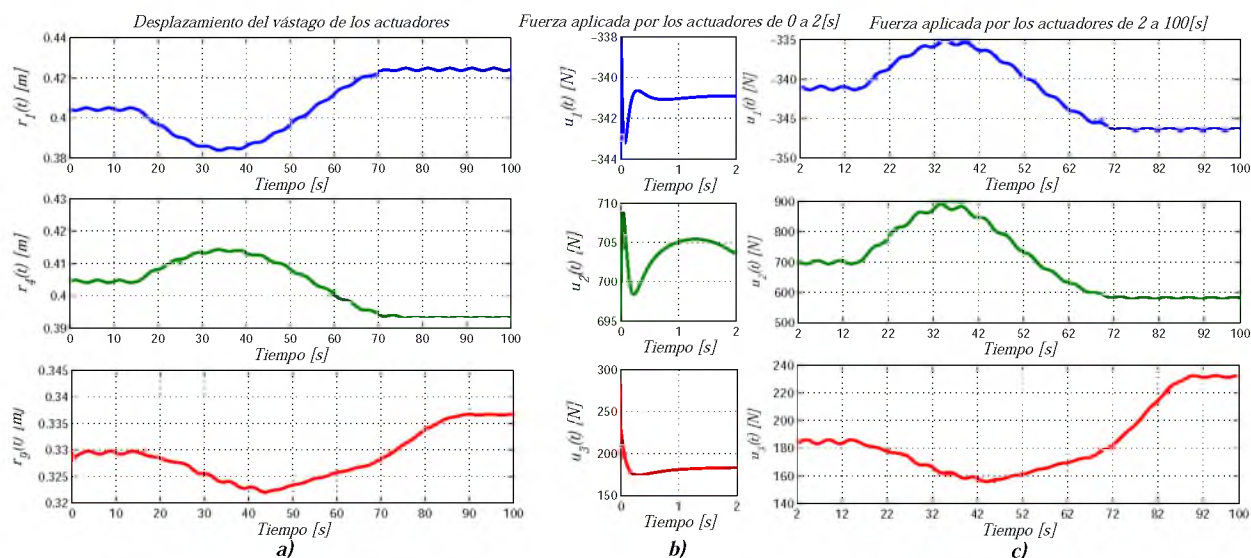 Desplazamiento del vástago de los actuadores
r1(t) [m]
0.44
0.42
0.4
0.38
0 10 20 30 40 50 60 70 80 90 100
Tiempo [s]
r4(t) [m]
0.43
0.42
0.41
0.4
0.39
0 10 20 30 40 50 60 70 80 90 100
Tiempo [s]
r9(t) [m]
0.345
0.34
0.33
0.325
0.32
0 10 20 30 40 50 60 70 80 90 100
Tiempo [s]
a)
Fuerza aplicada por los actuadores de 0 a 2[s]
u1(t) [N]
-338
-340
-342
-344
0 1 2
Tiempo [s]
u2(t) [N]
710
705
700
695
0 1 2
Tiempo [s]
u3(t) [N]
300
250
200
150
0 1 2
Tiempo [s]
b)
Fuerza aplicada por los actuadores de 2 a 100[s]
u1(t) [N]
-335
-340
-345
-350
2 12 22 32 42 52 62 72 82 92 100
Tiempo [s]
u2(t) [N]
900
800
700
600
500
2 12 22 32 42 52 62 72 82 92 100
Tiempo [s]
u3(t) [N]
240
220
200
180
160
140
2 12 22 32 42 52 62 72 82 92 100
Tiempo [s]
c)